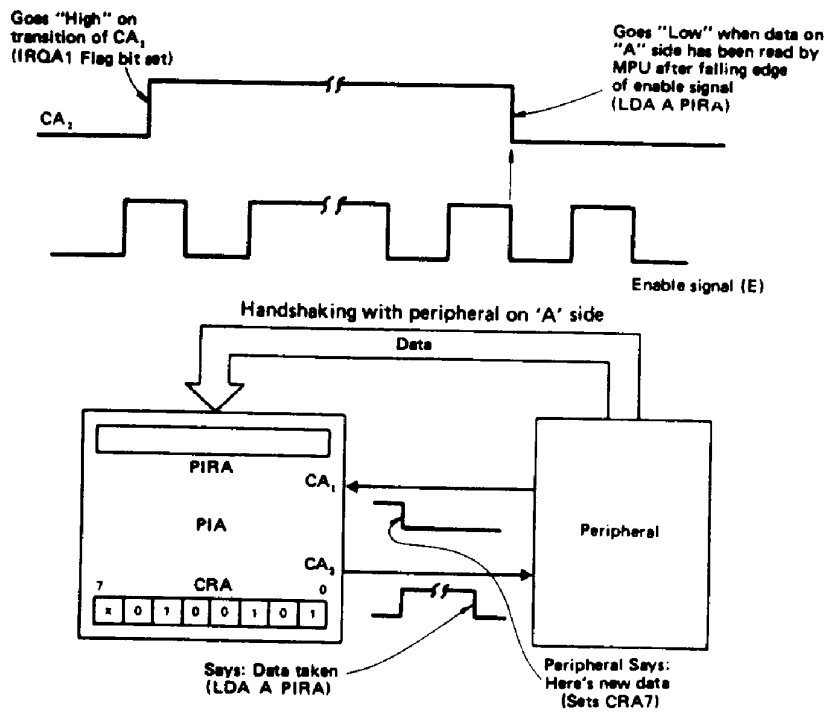 Goes "High" on
transition of CA₁
(IRQA1 Flag bit set)
Goes "Low" when data on
"A" side has been read by
MPU after falling edge
of enable signal
(LDA A PIRA)
CA₂
Enable signal (E)
Handshaking with peripheral on 'A' side
Data
PIRA
CA₁
PIA
Peripheral
CA₂
7 CRA 0
x 0 1 0 0 1 0 1
Says: Data taken
(LDA A PIRA)
Peripheral Says:
Here's new data
(Sets CRA7)